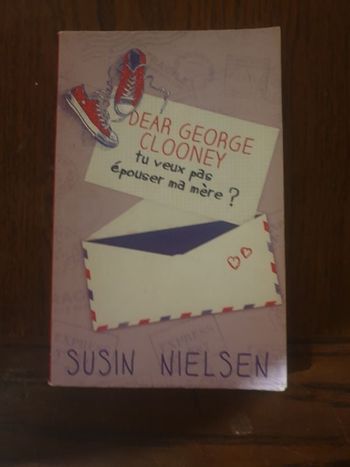 DEAR GEORGE
CLOONEY
tu veux pas
épouser ma mère ?
SUSIN NIELSEN